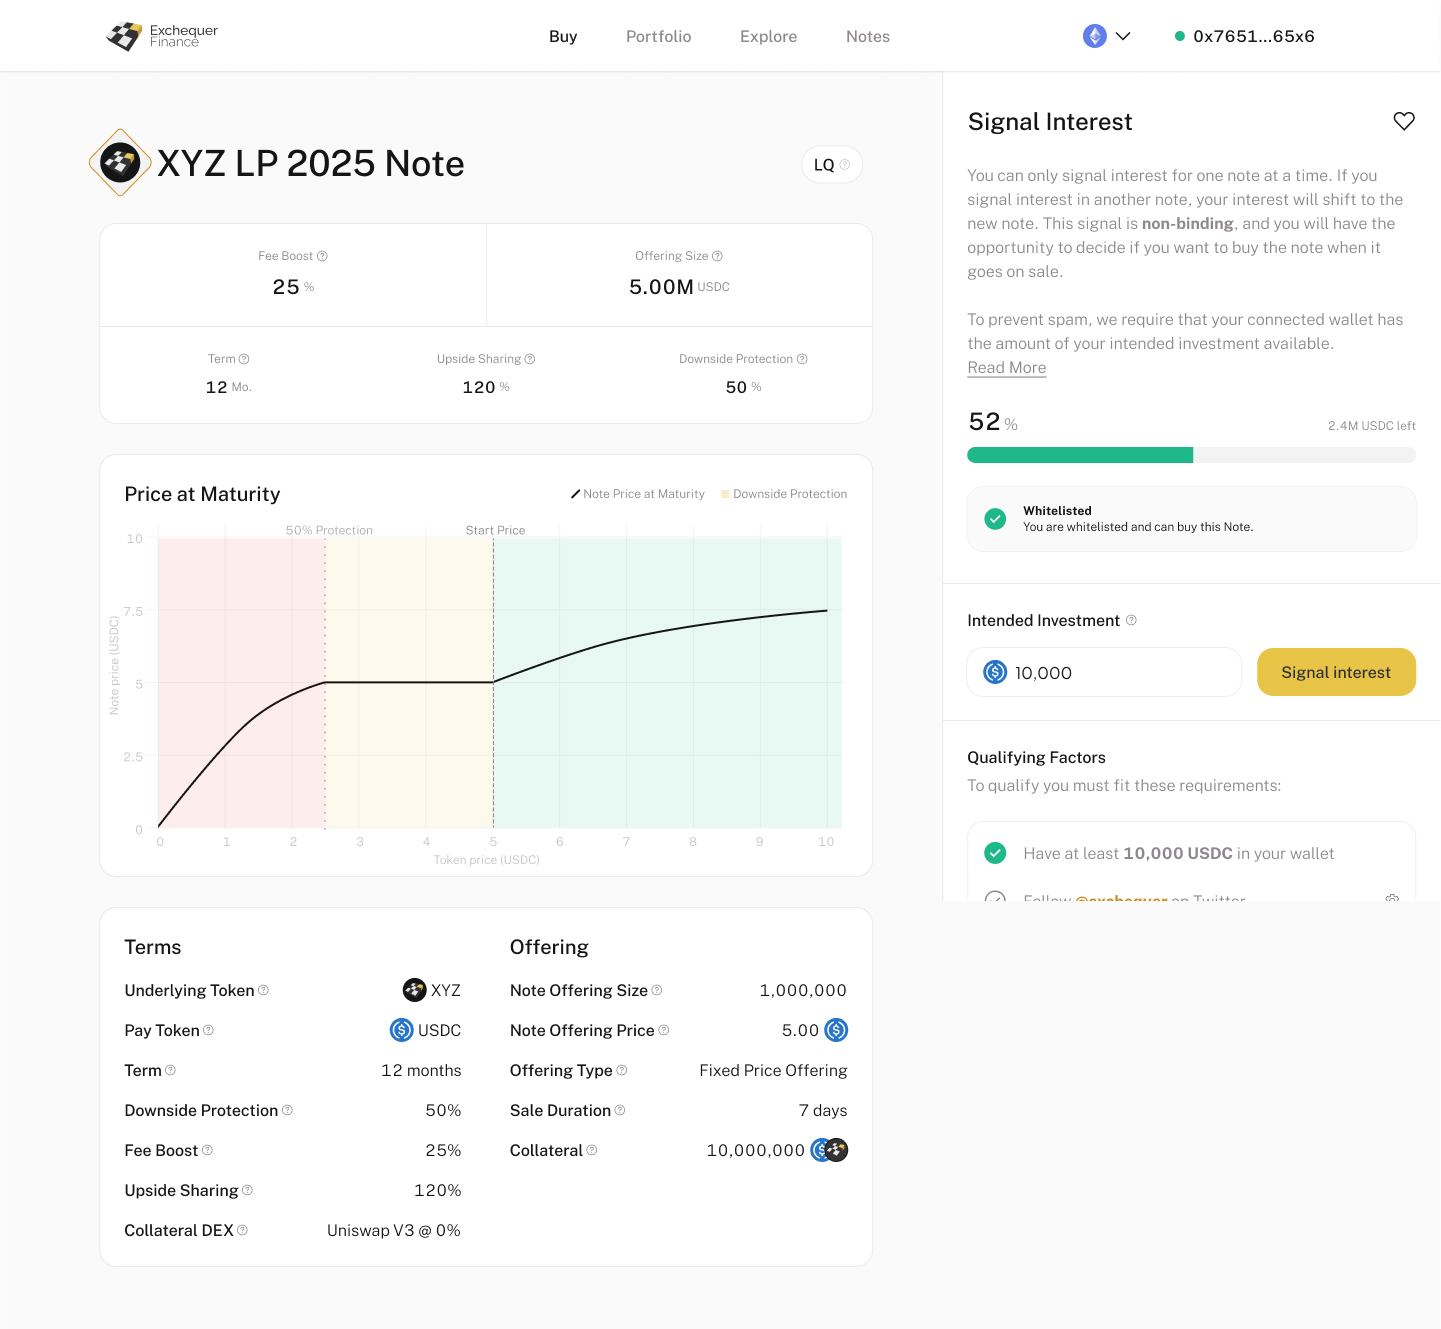 Exchequer
Finance
Buy
Portfolio
Explore
Notes
0x7651...65x6
XYZ LP 2025 Note
LQ
Fee Boost
25 %
Offering Size
5.00M USDC
Term
12 Mo.
Upside Sharing
120 %
Downside Protection
50 %
Price at Maturity
Note Price at Maturity
Downside Protection
50% Protection
Start Price
10
7.5
5
2.5
0
Note price (USDC)
0 1 2 3 4 5 6 7 8 9 10
Token price (USDC)
Terms
Underlying Token
XYZ
Pay Token
USDC
Term
12 months
Downside Protection
50%
Fee Boost
25%
Upside Sharing
120%
Collateral DEX
Uniswap V3 @ 0%
Offering
Note Offering Size
1,000,000
Note Offering Price
5.00
Offering Type
Fixed Price Offering
Sale Duration
7 days
Collateral
10,000,000
Signal Interest
You can only signal interest for one note at a time. If you
signal interest in another note, your interest will shift to the
new note. This signal is non-binding, and you will have the
opportunity to decide if you want to buy the note when it
goes on sale.
To prevent spam, we require that your connected wallet has
the amount of your intended investment available.
Read More
52 %
2.4M USDC left
Whitelisted
You are whitelisted and can buy this Note.
Intended Investment
10,000
Signal interest
Qualifying Factors
To qualify you must fit these requirements:
Have at least 10,000 USDC in your wallet
Follow @exchequer on Twitter